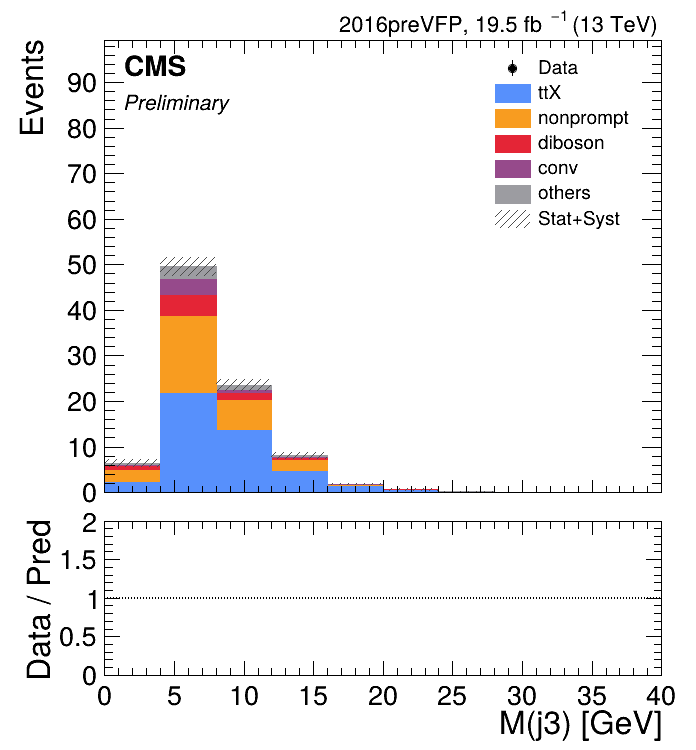 2016preVFP, 19.5 fb⁻¹ (13 TeV)
CMS
Preliminary
Data
ttX
nonprompt
diboson
conv
others
Stat+Syst
Events
90
80
70
60
50
40
30
20
10
0
Data / Pred
2
1.5
1
0.5
0
0 5 10 15 20 25 30 35 40
M(j3) [GeV]